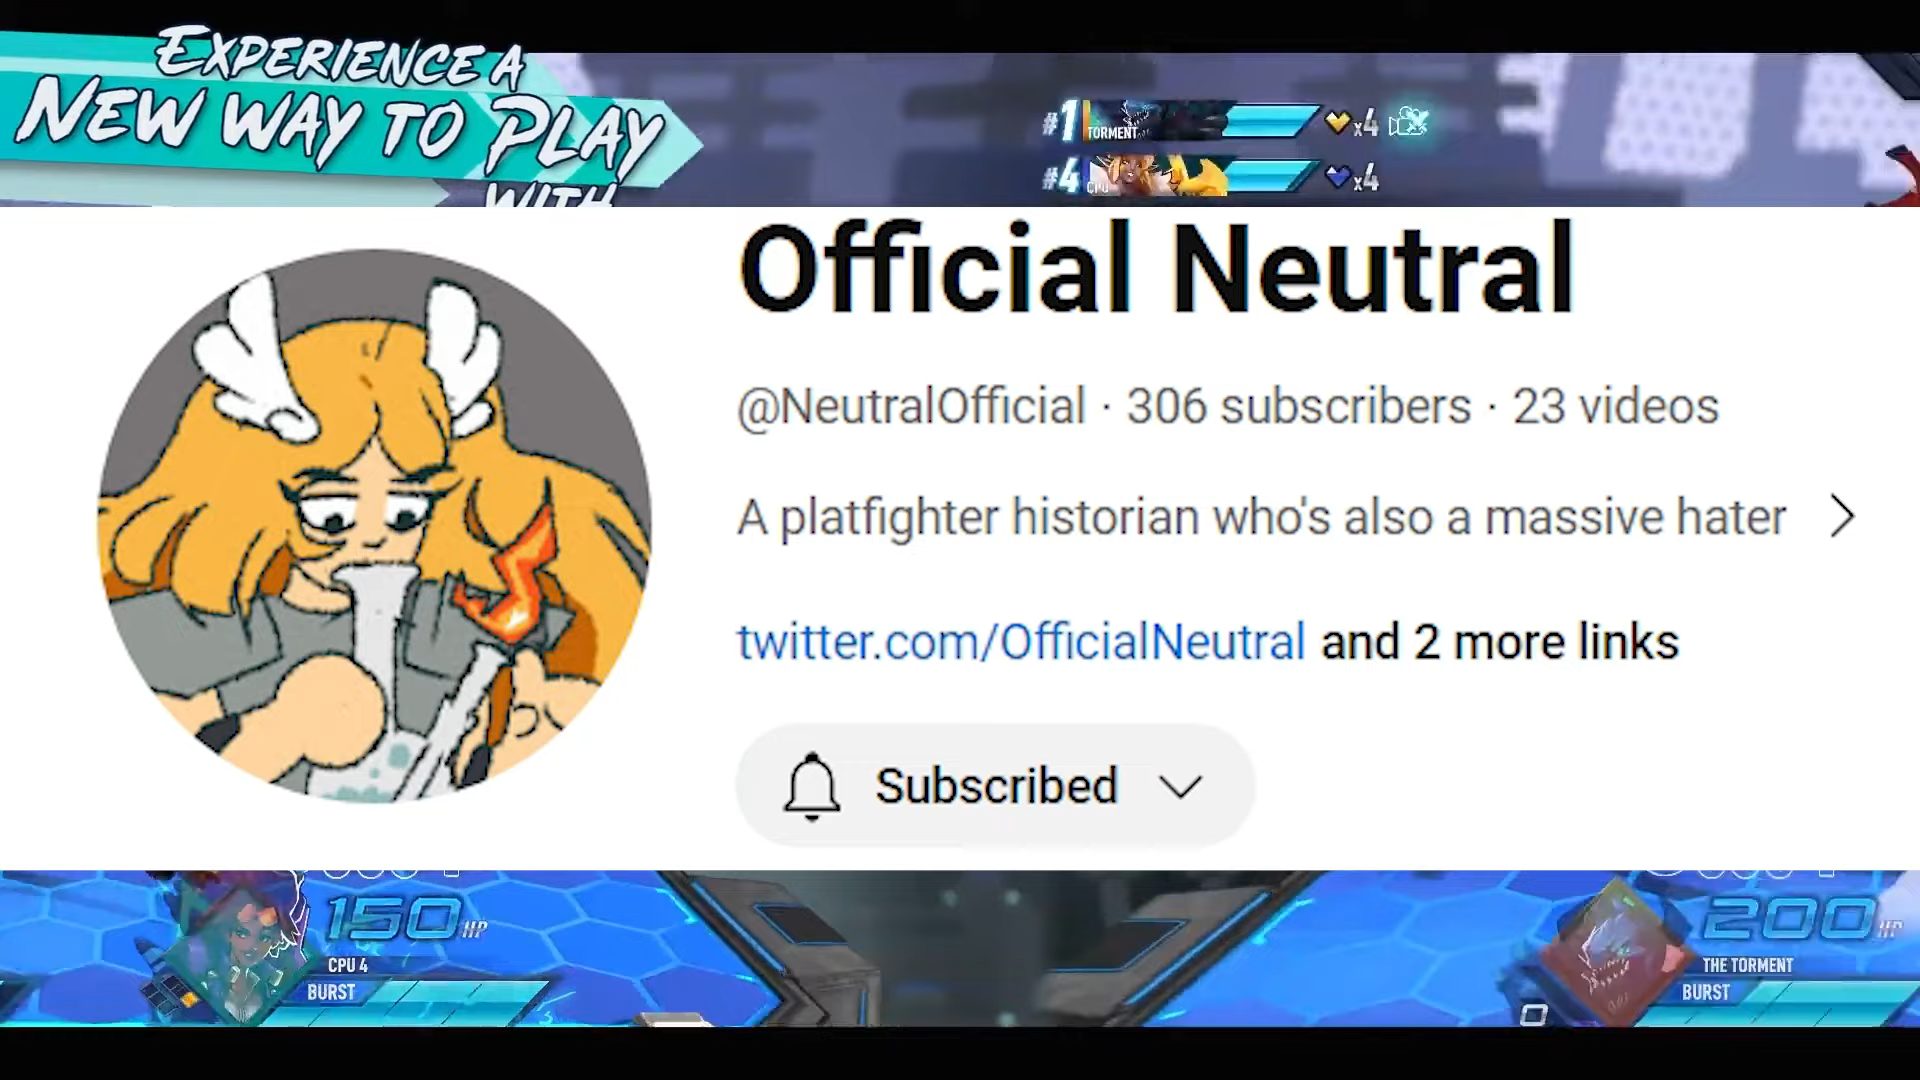 EXPERIENCE A
NEW WAY TO PLAY
WITH
#1 TORMENT x4
#4 CPU x4
Official Neutral
@NeutralOfficial · 306 subscribers · 23 videos
A platfighter historian who's also a massive hater
twitter.com/OfficialNeutral and 2 more links
Subscribed
150 HP
CPU 4
BURST
200 HP
THE TORMENT
BURST
0